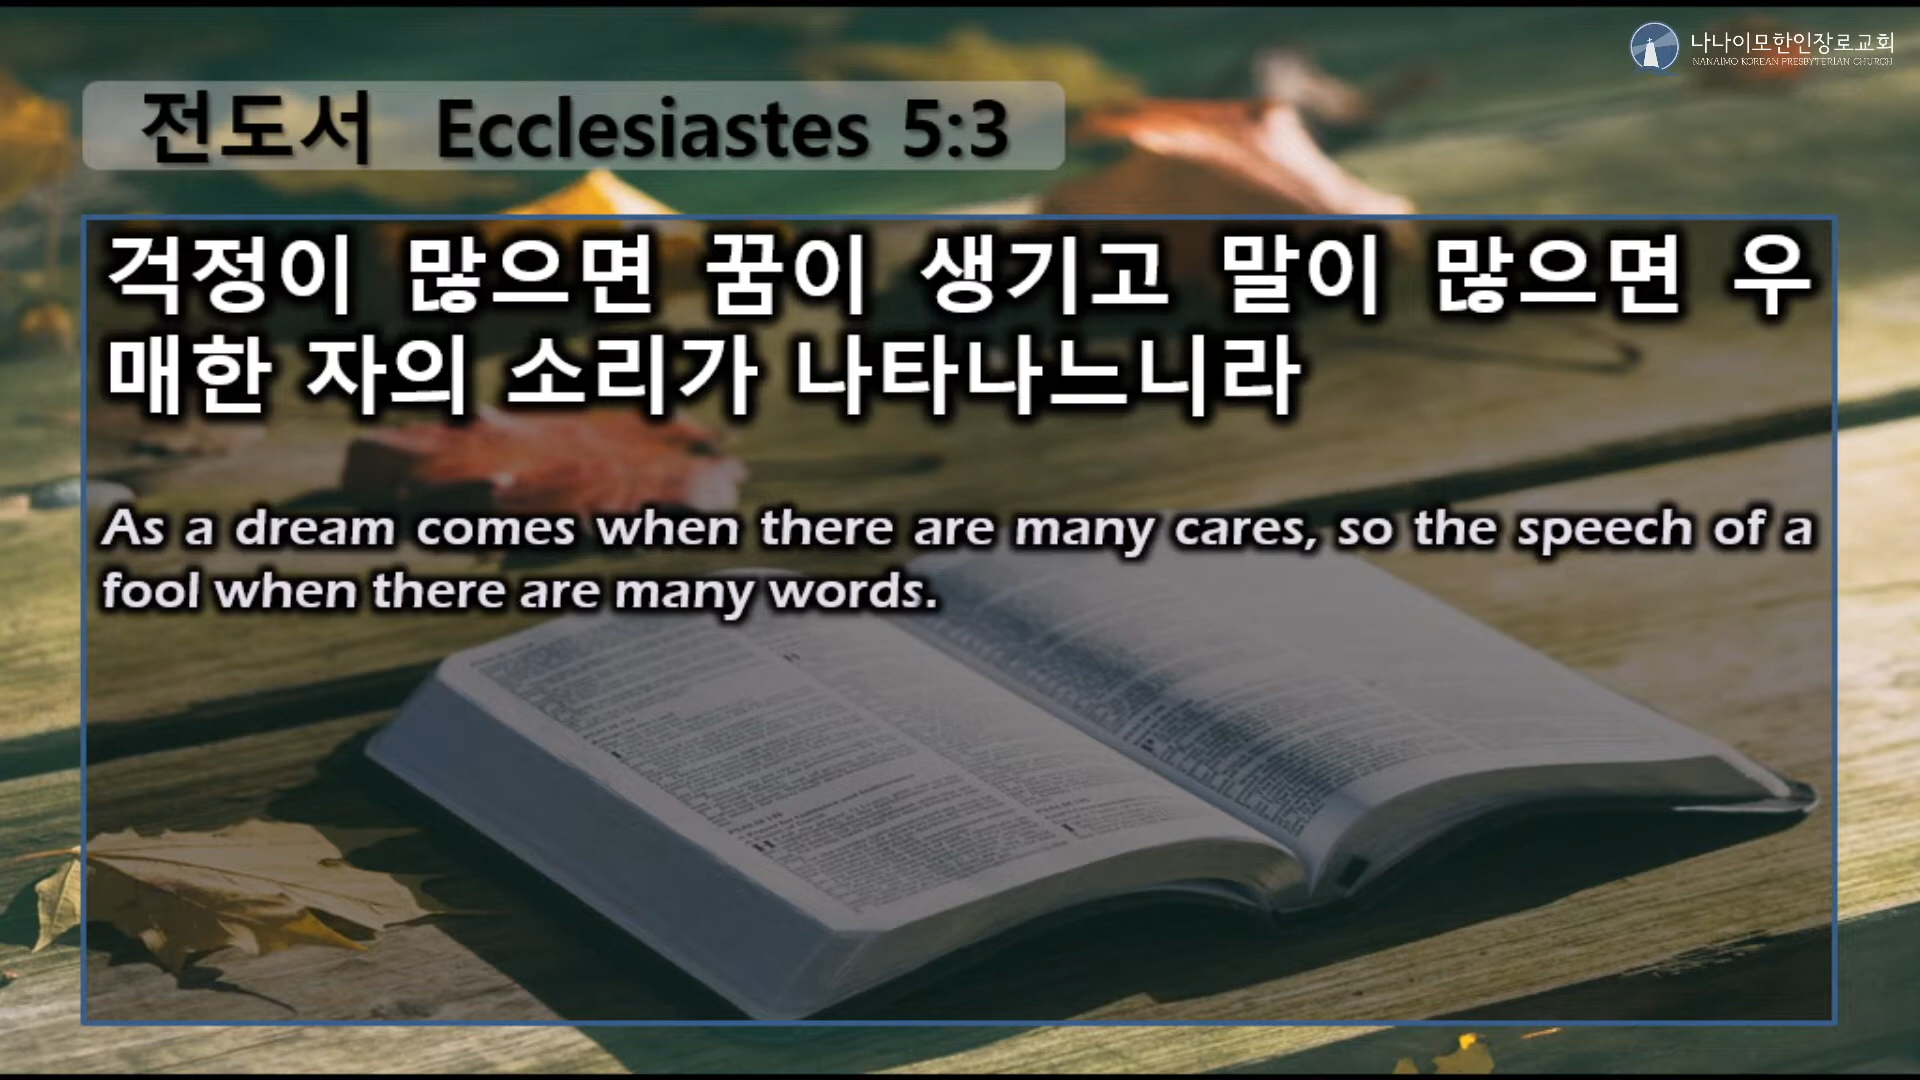 나나이모한인장로교회
NANAIMO KOREAN PRESBYTERIAN CHURCH
전도서 Ecclesiastes 5:3
걱정이 많으면 꿈이 생기고 말이 많으면 우
매한 자의 소리가 나타나느니라
As a dream comes when there are many cares, so the speech of a
fool when there are many words.